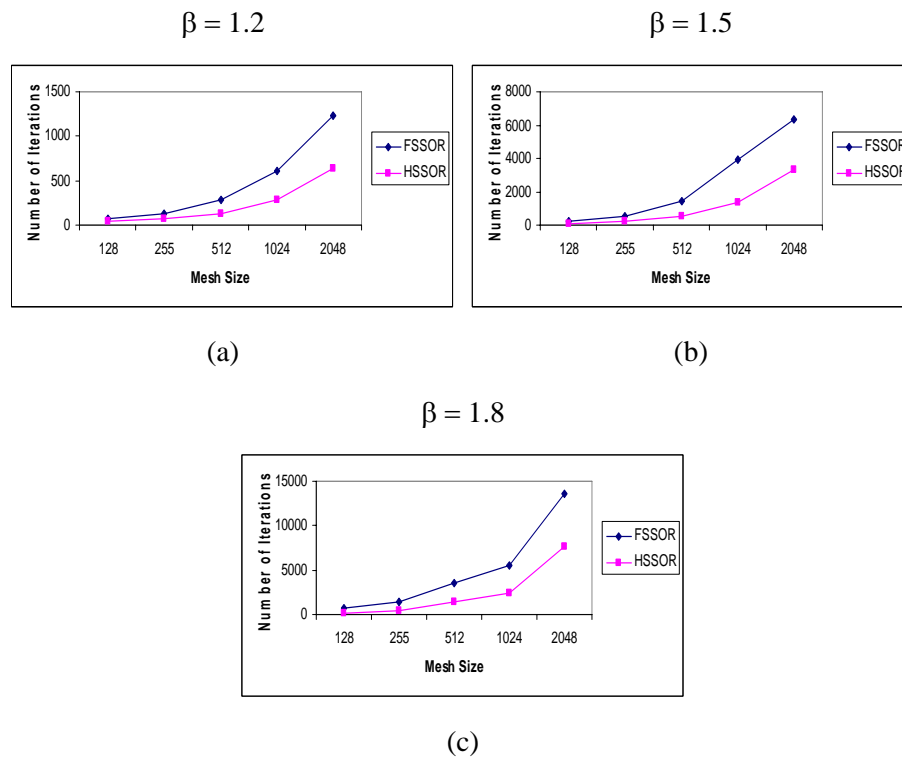 β = 1.2
β = 1.5
1500
1000
500
0
Number of Iterations
128 255 512 1024 2048
Mesh Size
FSSOR
HSSOR
8000
6000
4000
2000
0
Number of Iterations
128 255 512 1024 2048
Mesh Size
FSSOR
HSSOR
(a)
(b)
β = 1.8
15000
10000
5000
0
Number of Iterations
128 255 512 1024 2048
Mesh Size
FSSOR
HSSOR
(c)